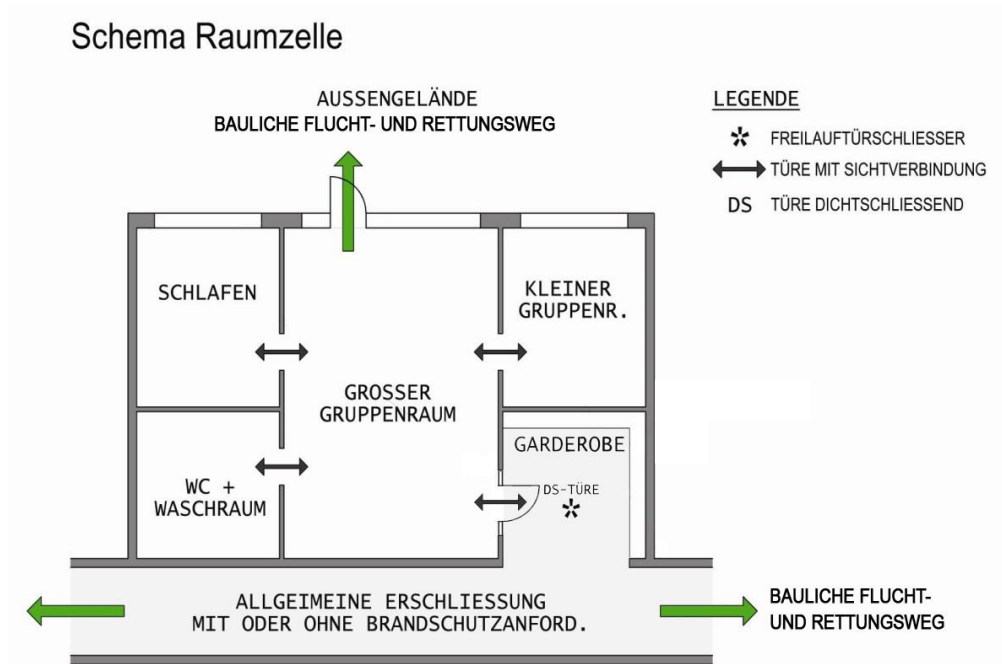 Schema Raumzelle
AUSSENGELÄNDE
BAULICHE FLUCHT- UND RETTUNGSWEG
LEGENDE
* FREILAUFTÜRSCHLIESSER
TÜRE MIT SICHTVERBINDUNG
DS TÜRE DICHTSCHLIESSEND
SCHLAFEN
KLEINER
GRUPPENR.
GROSSER
GRUPPENRAUM
GARDEROBE
WC +
WASCHRAUM
DS-TÜRE
*
ALLGEIMEINE ERSCHLIESSUNG
MIT ODER OHNE BRANDSCHUTZANFORD.
BAULICHE FLUCHT-
UND RETTUNGSWEG